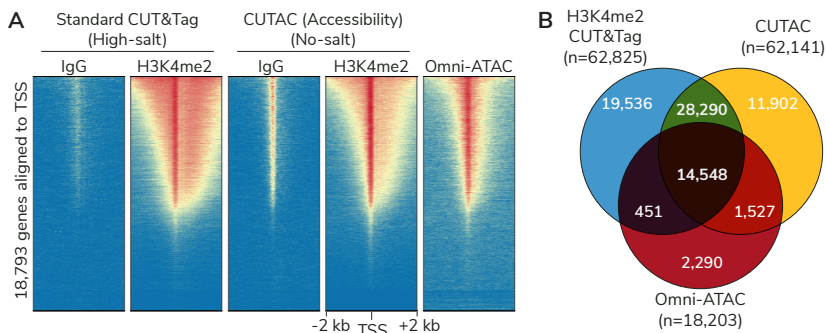 A
Standard CUT&Tag
(High-salt)
CUTAC (Accessibility)
(No-salt)
IgG
H3K4me2
IgG
H3K4me2
Omni-ATAC
18,793 genes aligned to TSS
-2 kb
TSS
+2 kb
B
H3K4me2
CUT&Tag
(n=62,825)
CUTAC
(n=62,141)
19,536
28,290
11,902
14,548
451
1,527
2,290
Omni-ATAC
(n=18,203)